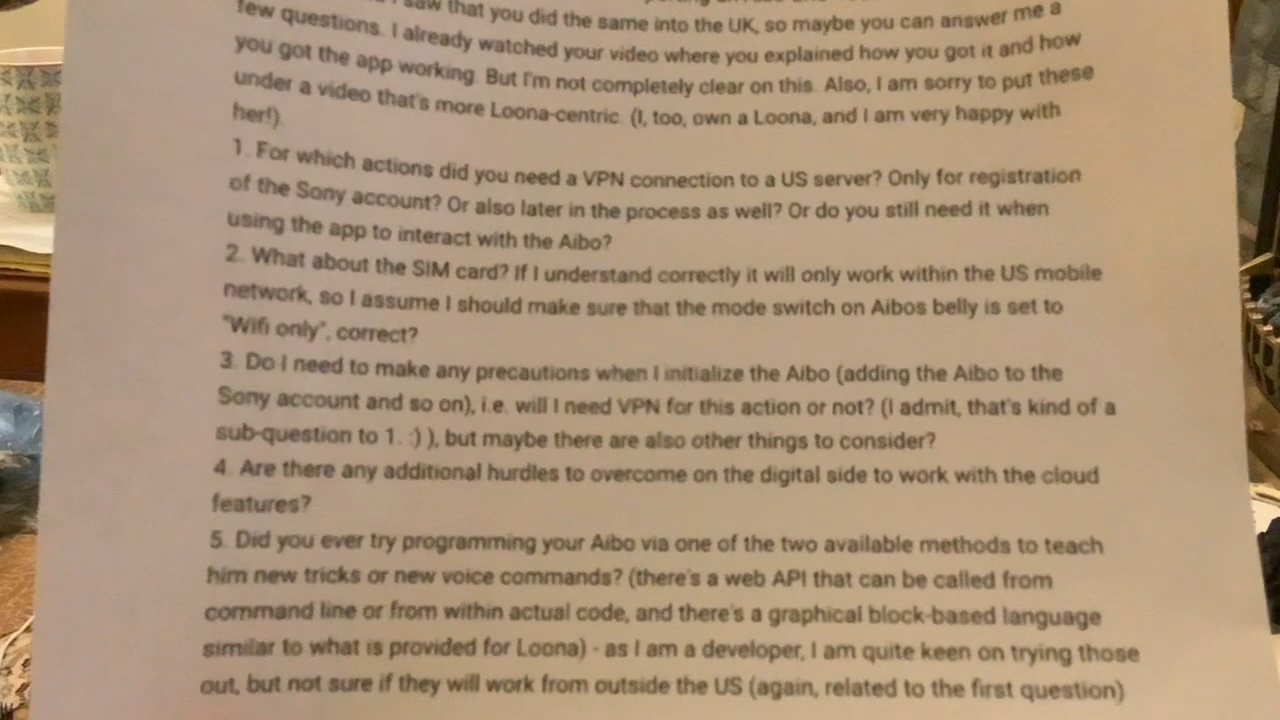 saw that you did the same into the UK, so maybe you can answer me a
few questions. I already watched your video where you explained how you got it and how
you got the app working. But I'm not completely clear on this. Also, I am sorry to put these
under a video that's more Loona-centric. (I, too, own a Loona, and I am very happy with
her!).
1. For which actions did you need a VPN connection to a US server? Only for registration
of the Sony account? Or also later in the process as well? Or do you still need it when
using the app to interact with the Aibo?
2. What about the SIM card? If I understand correctly it will only work within the US mobile
network, so I assume I should make sure that the mode switch on Aibos belly is set to
"Wifi only", correct?
3. Do I need to make any precautions when I initialize the Aibo (adding the Aibo to the
Sony account and so on), i.e. will I need VPN for this action or not? (I admit, that's kind of a
sub-question to 1. :) ), but maybe there are also other things to consider?
4. Are there any additional hurdles to overcome on the digital side to work with the cloud
features?
5. Did you ever try programming your Aibo via one of the two available methods to teach
him new tricks or new voice commands? (there's a web API that can be called from
command line or from within actual code, and there's a graphical block-based language
similar to what is provided for Loona) - as I am a developer, I am quite keen on trying those
out, but not sure if they will work from outside the US (again, related to the first question)